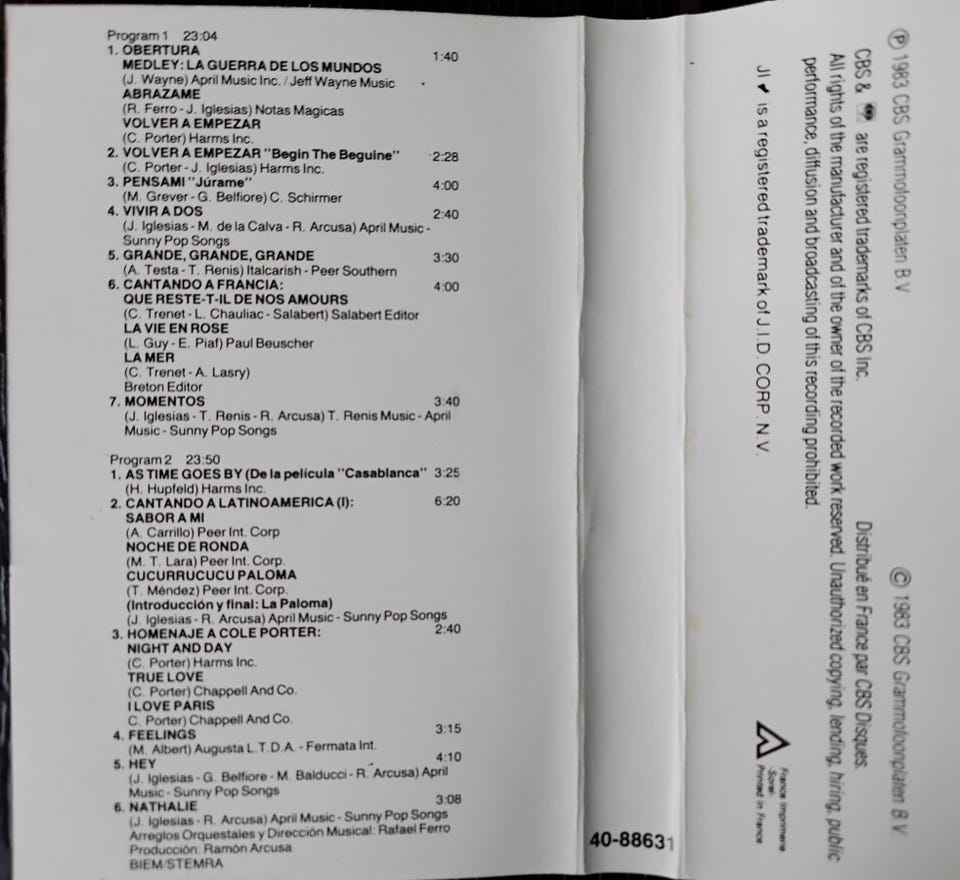 Program 1 23:04
1. OBERTURA 1:40
MEDLEY: LA GUERRA DE LOS MUNDOS
(J. Wayne) April Music Inc. / Jeff Wayne Music
ABRAZAME
(R. Ferro - J. Iglesias) Notas Magicas
VOLVER A EMPEZAR
(C. Porter) Harms Inc.
2. VOLVER A EMPEZAR "Begin The Beguine" 2:28
(C. Porter - J. Iglesias) Harms Inc.
3. PENSAMI "Júrame" 4:00
(M. Grever - G. Belfiore) C. Schirmer
4. VIVIR A DOS 2:40
(J. Iglesias - M. de la Calva - R. Arcusa) April Music -
Sunny Pop Songs
5. GRANDE, GRANDE, GRANDE 3:30
(A. Testa - T. Renis) Italcarish - Peer Southern
6. CANTANDO A FRANCIA: 4:00
QUE RESTE-T-IL DE NOS AMOURS
(C. Trenet - L. Chauliac - Salabert) Salabert Editor
LA VIE EN ROSE
(L. Guy - E. Piaf) Paul Beuscher
LA MER
(C. Trenet - A. Lasry)
Breton Editor
7. MOMENTOS 3:40
(J. Iglesias - T. Renis - R. Arcusa) T. Renis Music - April
Music - Sunny Pop Songs
Program 2 23:50
1. AS TIME GOES BY (De la película "Casablanca" 3:25
(H. Hupfeld) Harms Inc.
2. CANTANDO A LATINOAMERICA (I): 6:20
SABOR A MI
(A. Carrillo) Peer Int. Corp
NOCHE DE RONDA
(M. T. Lara) Peer Int. Corp.
CUCURRUCUCU PALOMA
(T. Méndez) Peer Int. Corp.
(Introducción y final: La Paloma)
(J. Iglesias - R. Arcusa) April Music - Sunny Pop Songs
3. HOMENAJE A COLE PORTER: 2:40
NIGHT AND DAY
(C. Porter) Harms Inc.
TRUE LOVE
(C. Porter) Chappell And Co.
I LOVE PARIS
C. Porter) Chappell And Co.
4. FEELINGS 3:15
(M. Albert) Augusta L.T.D.A. - Fermata Int.
5. HEY 4:10
(J. Iglesias - G. Belfiore - M. Balducci - R. Arcusa) April
Music - Sunny Pop Songs
6. NATHALIE 3:08
(J. Iglesias - R. Arcusa) April Music - Sunny Pop Songs
Arreglos Orquestales y Dirección Musical: Rafael Ferro
Producción: Ramón Arcusa
BIEM/STEMRA
40-88631
℗ 1983 CBS Grammofoonplaten B.V © 1983 CBS Grammofoonplaten B.V
CBS & are registered trademarks of CBS Inc. Distribué en France par CBS Disques.
All rights of the manufacturer and of the owner of the recorded work reserved. Unauthorized copying, lending, hiring, public
performance, diffusion and broadcasting of this recording prohibited.
JI is a registered trademark of J.I.D. CORP. N.V.
France Imprimerie
Printed in France